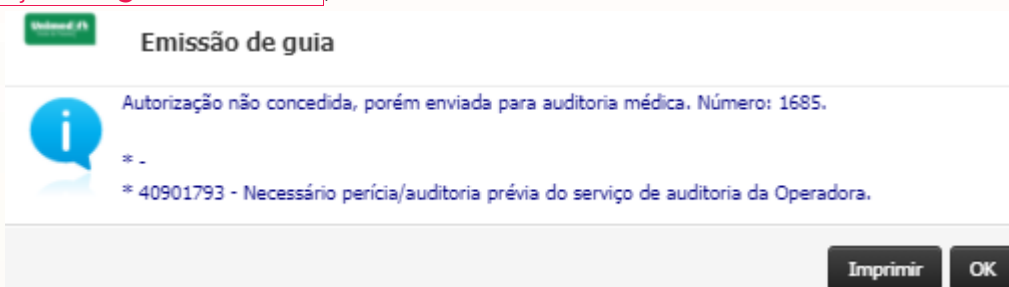 Unimed
Emissão de guia
Autorização não concedida, porém enviada para auditoria médica. Número: 1685.
* -
* 40901793 - Necessário perícia/auditoria prévia do serviço de auditoria da Operadora.
Imprimir
OK